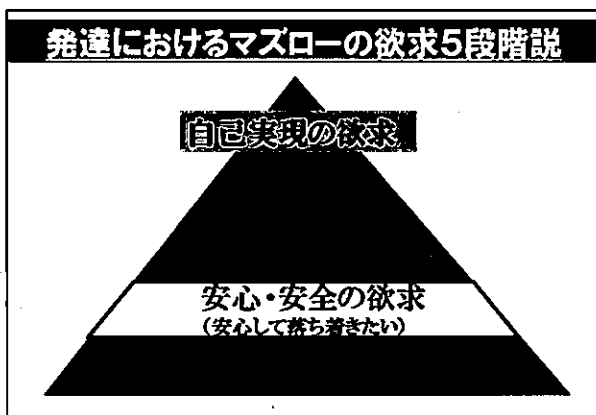 発達におけるマズローの欲求5段階説
自己実現の欲求
安心・安全の欲求
(安心して落ち着きたい)